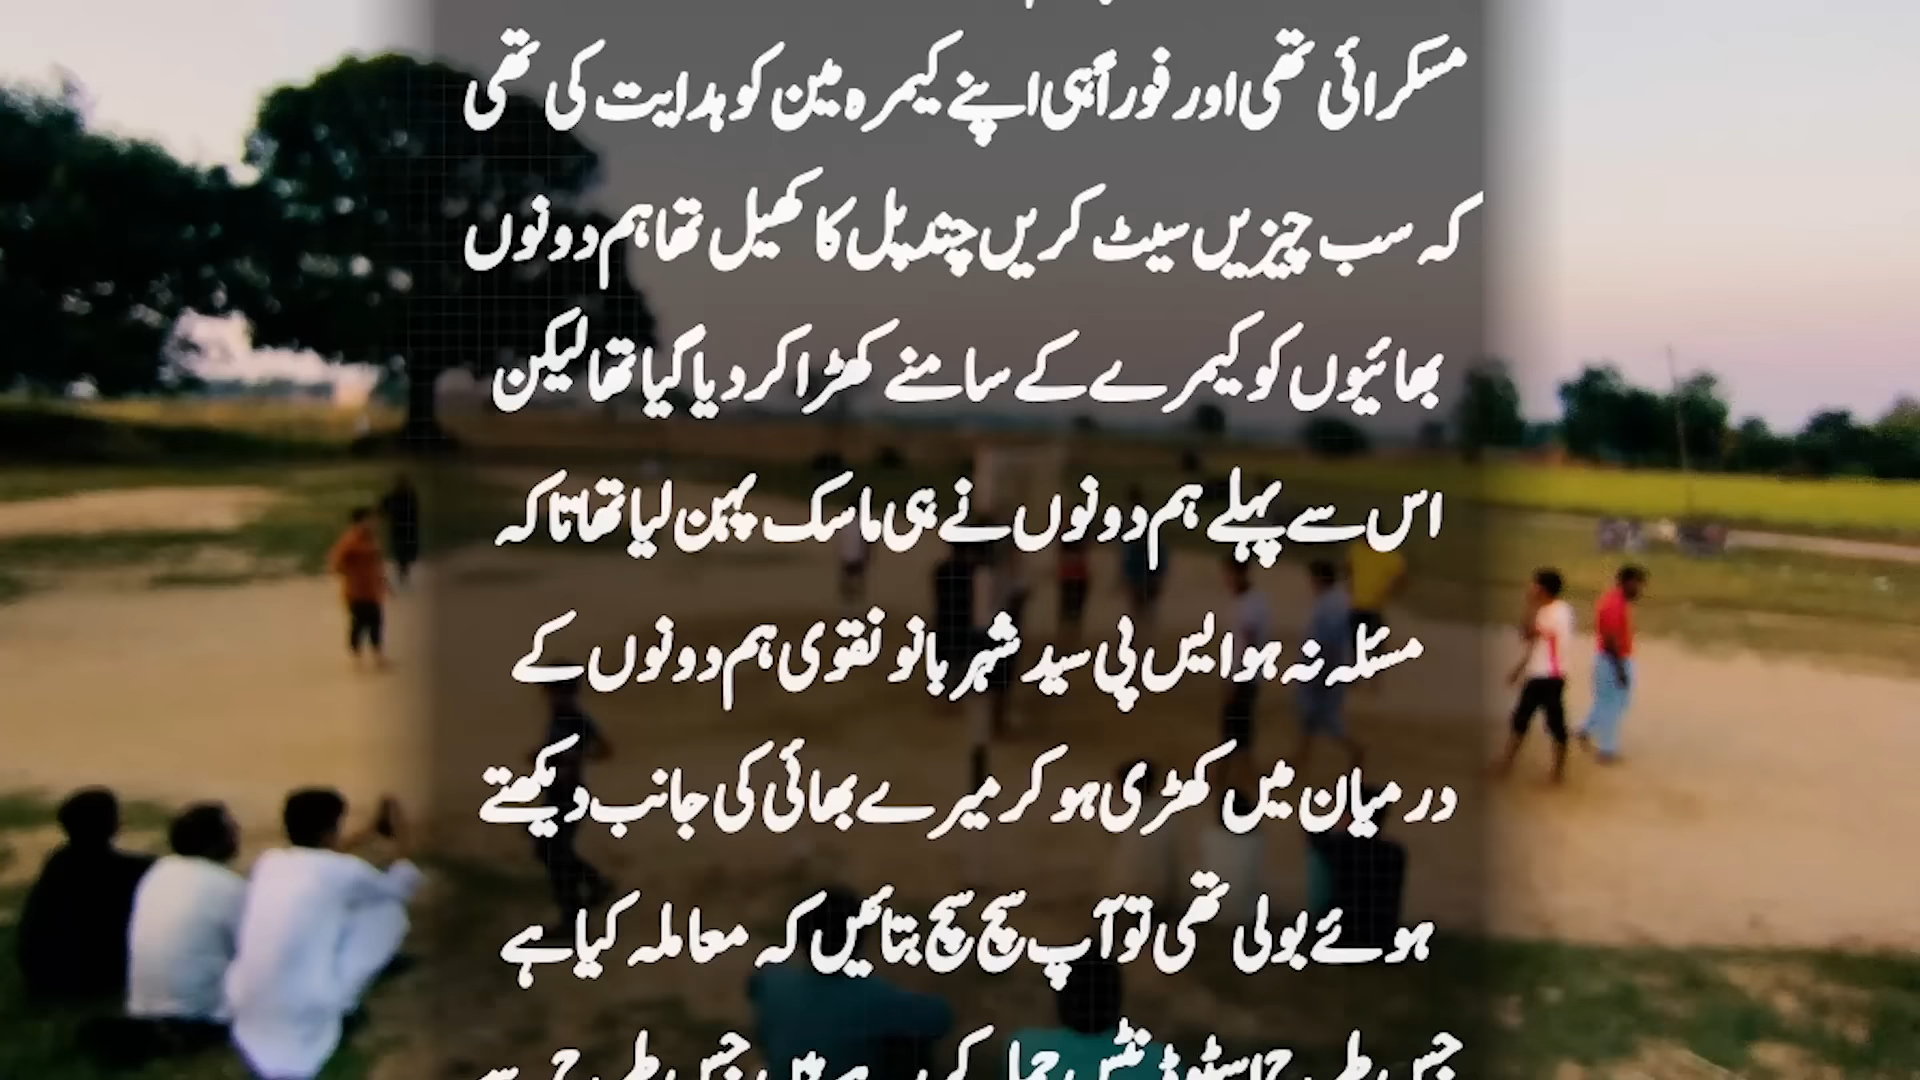 مسکرائی تھی اور فوراً ہی اپنے کیمرہ مین کو ہدایت کی تھی
کہ سب چیزیں سیٹ کریں چند پل کا کھیل تھا ہم دونوں
بھائیوں کو کیمرے کے سامنے کھڑا کر دیا گیا تھا لیکن
اس سے پہلے ہم دونوں نے ہی ماسک پہن لیا تھا تا کہ
مسئلہ نہ ہو ایس پی سید شہر بانو نقوی ہم دونوں کے
درمیان میں کھڑی ہو کر میرے بھائی کی جانب دیکھتے
ہوئے بولی تھی تو آپ سچ سچ بتائیں کہ معاملہ کیا ہے